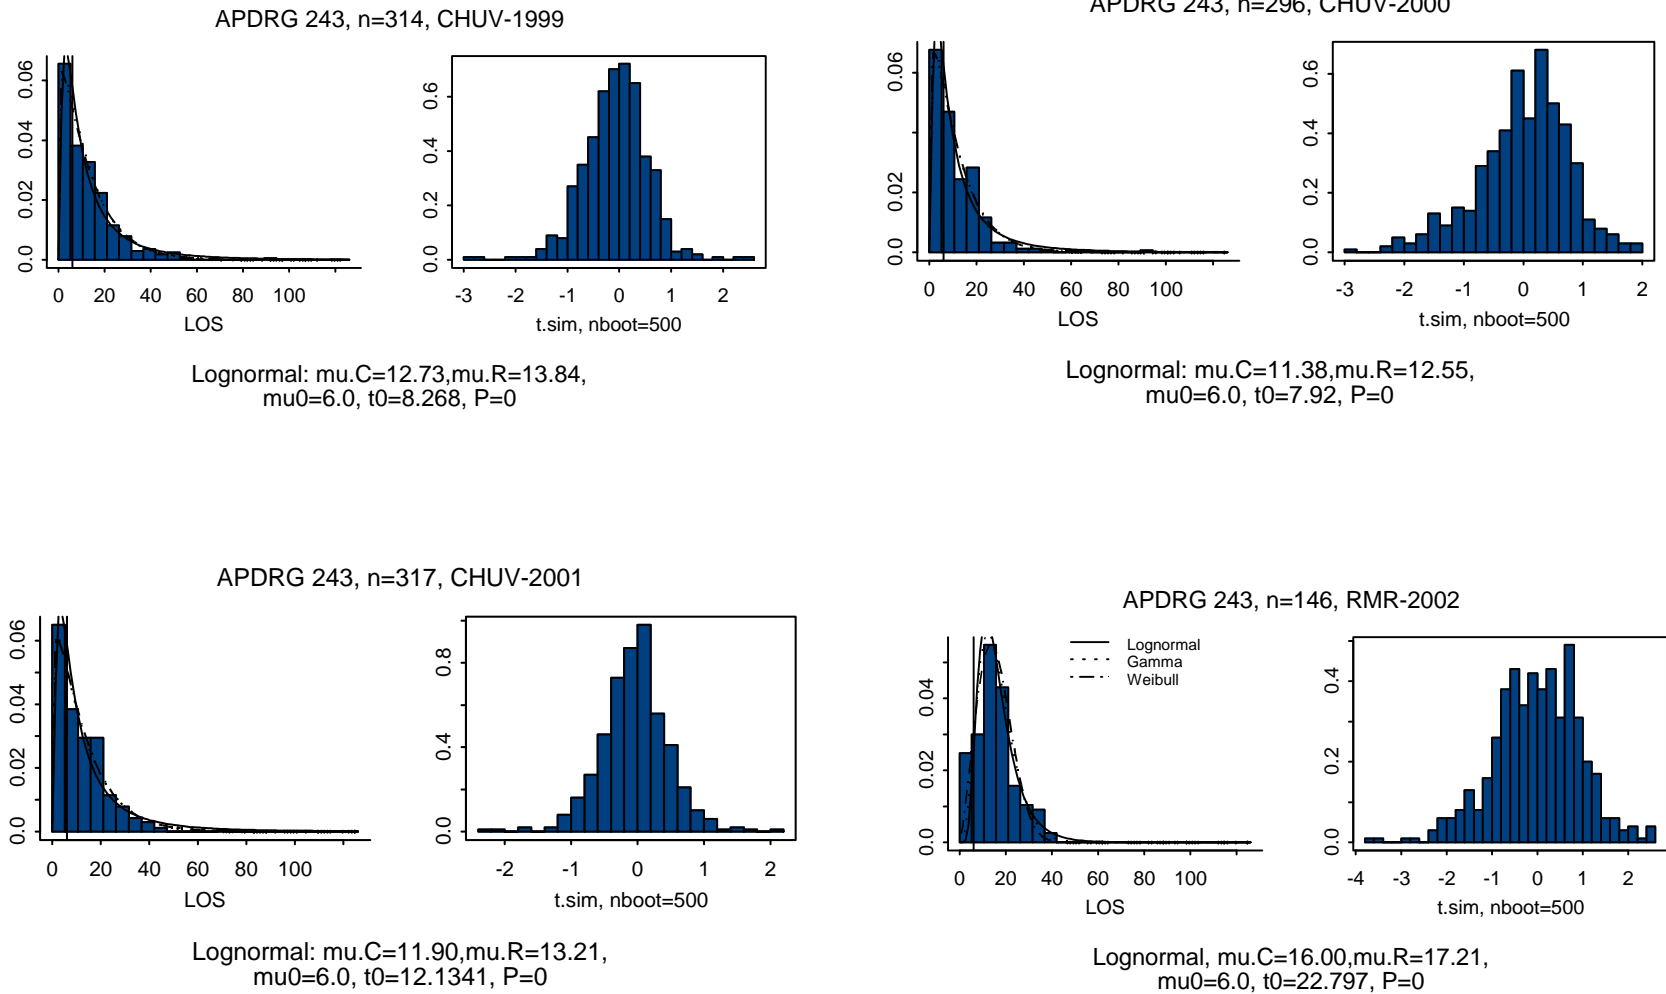 APDRG 243, n=314, CHUV-1999
0.0 0.02 0.04 0.06
0 20 40 60 80 100
LOS
0.0 0.2 0.4 0.6
-3 -2 -1 0 1 2
t.sim, nboot=500
Lognormal: mu.C=12.73,mu.R=13.84,
mu0=6.0, t0=8.268, P=0
APDRG 243, n=296, CHUV-2000
0.0 0.02 0.04 0.06
0 20 40 60 80 100
LOS
0.0 0.2 0.4 0.6
-3 -2 -1 0 1 2
t.sim, nboot=500
Lognormal: mu.C=11.38,mu.R=12.55,
mu0=6.0, t0=7.92, P=0
APDRG 243, n=317, CHUV-2001
0.0 0.02 0.04 0.06
0 20 40 60 80 100
LOS
0.0 0.4 0.8
-2 -1 0 1 2
t.sim, nboot=500
Lognormal: mu.C=11.90,mu.R=13.21,
mu0=6.0, t0=12.1341, P=0
APDRG 243, n=146, RMR-2002
Lognormal
Gamma
Weibull
0.0 0.02 0.04
0 20 40 60 80 100
LOS
0.0 0.2 0.4
-4 -3 -2 -1 0 1 2
t.sim, nboot=500
Lognormal, mu.C=16.00,mu.R=17.21,
mu0=6.0, t0=22.797, P=0